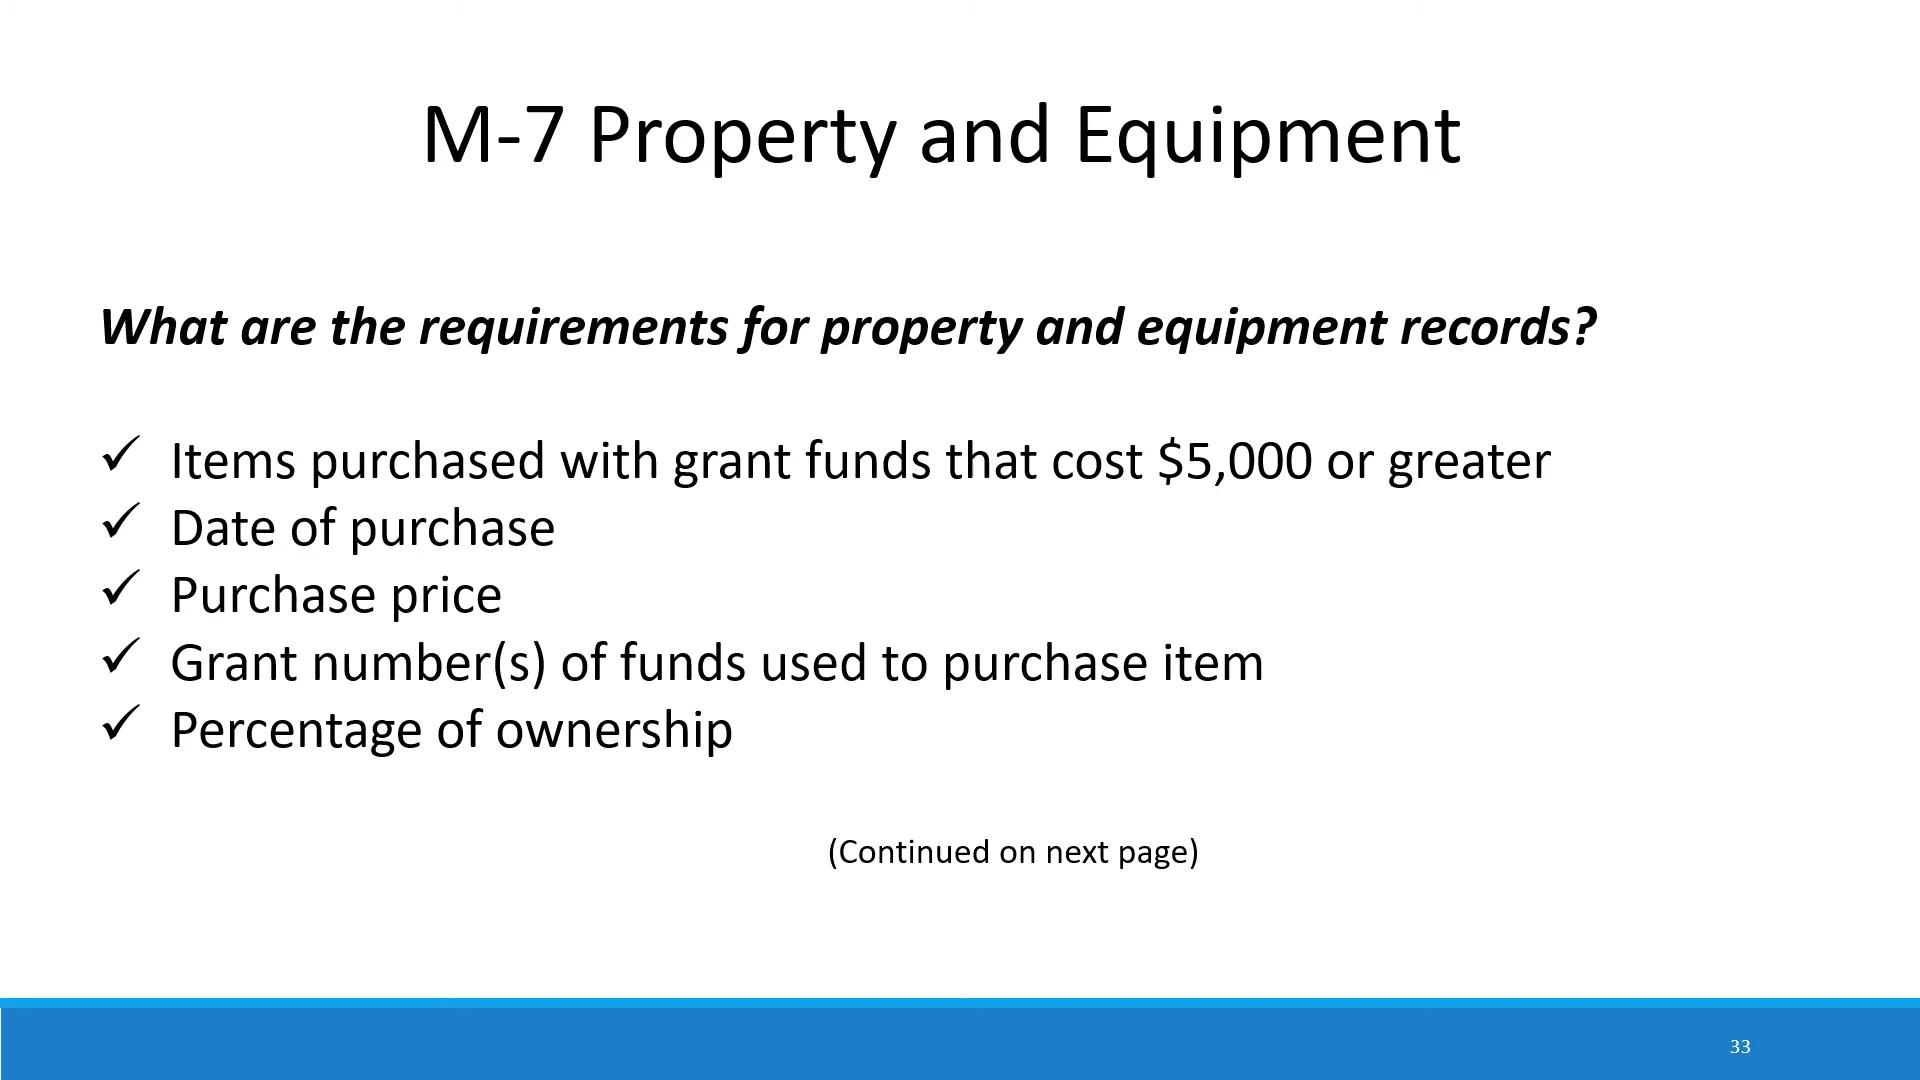 M-7 Property and Equipment
What are the requirements for property and equipment records?
✓ Items purchased with grant funds that cost $5,000 or greater
✓ Date of purchase
✓ Purchase price
✓ Grant number(s) of funds used to purchase item
✓ Percentage of ownership
(Continued on next page)
33